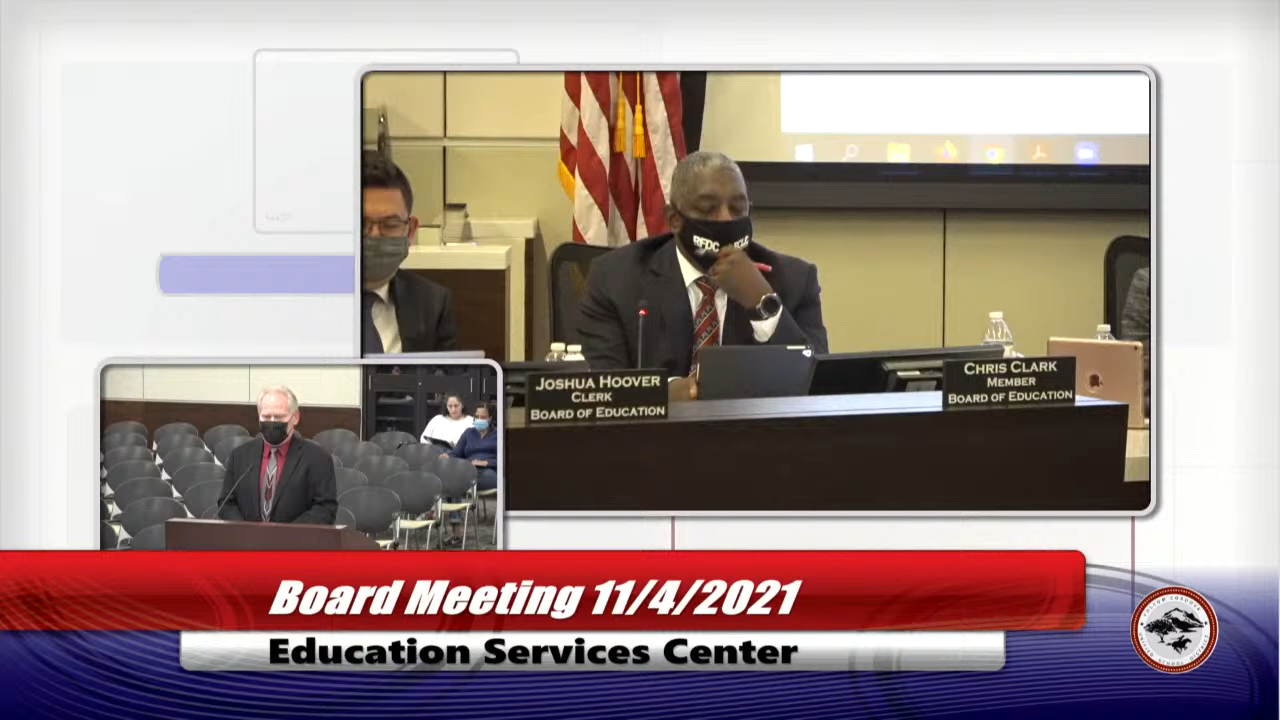 JOSHUA HOOVER
CLERK
BOARD OF EDUCATION
CHRIS CLARK
MEMBER
BOARD OF EDUCATION
Board Meeting 11/4/2021
Education Services Center